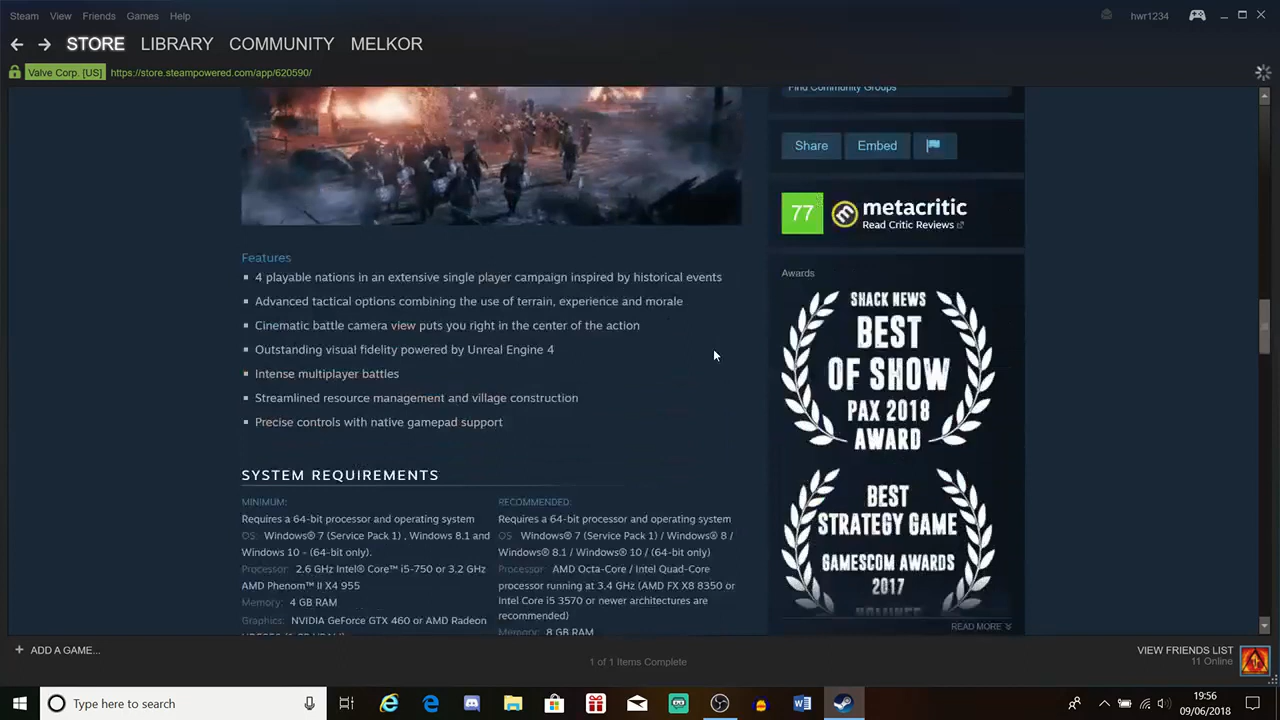 Steam View Friends Games Help
hwr1234
STORE LIBRARY COMMUNITY MELKOR
Valve Corp. [US] https://store.steampowered.com/app/620590/
Find Community Groups
Share Embed
77 metacritic
Read Critic Reviews
Features
4 playable nations in an extensive single player campaign inspired by historical events
Advanced tactical options combining the use of terrain, experience and morale
Cinematic battle camera view puts you right in the center of the action
Outstanding visual fidelity powered by Unreal Engine 4
Intense multiplayer battles
Streamlined resource management and village construction
Precise controls with native gamepad support
SYSTEM REQUIREMENTS
MINIMUM:
Requires a 64-bit processor and operating system
OS: Windows® 7 (Service Pack 1) , Windows 8.1 and
Windows 10 - (64-bit only).
Processor: 2.6 GHz Intel® Core™ i5-750 or 3.2 GHz
AMD Phenom™ II X4 955
Memory: 4 GB RAM
Graphics: NVIDIA GeForce GTX 460 or AMD Radeon
RECOMMENDED:
Requires a 64-bit processor and operating system
OS: Windows® 7 (Service Pack 1) / Windows® 8 /
Windows® 8.1 / Windows® 10 / (64-bit only)
Processor: AMD Octa-Core / Intel Quad-Core
processor running at 3.4 GHz (AMD FX X8 8350 or
Intel Core i5 3570 or newer architectures are
recommended)
Memory: 8 GB RAM
Awards
SHACK NEWS
BEST
OF SHOW
PAX 2018
AWARD
BEST
STRATEGY GAME
GAMESCOM AWARDS
2017
NOMINEE
READ MORE
ADD A GAME...
1 of 1 Items Complete
VIEW FRIENDS LIST
11 Online
Type here to search
19:56
09/06/2018